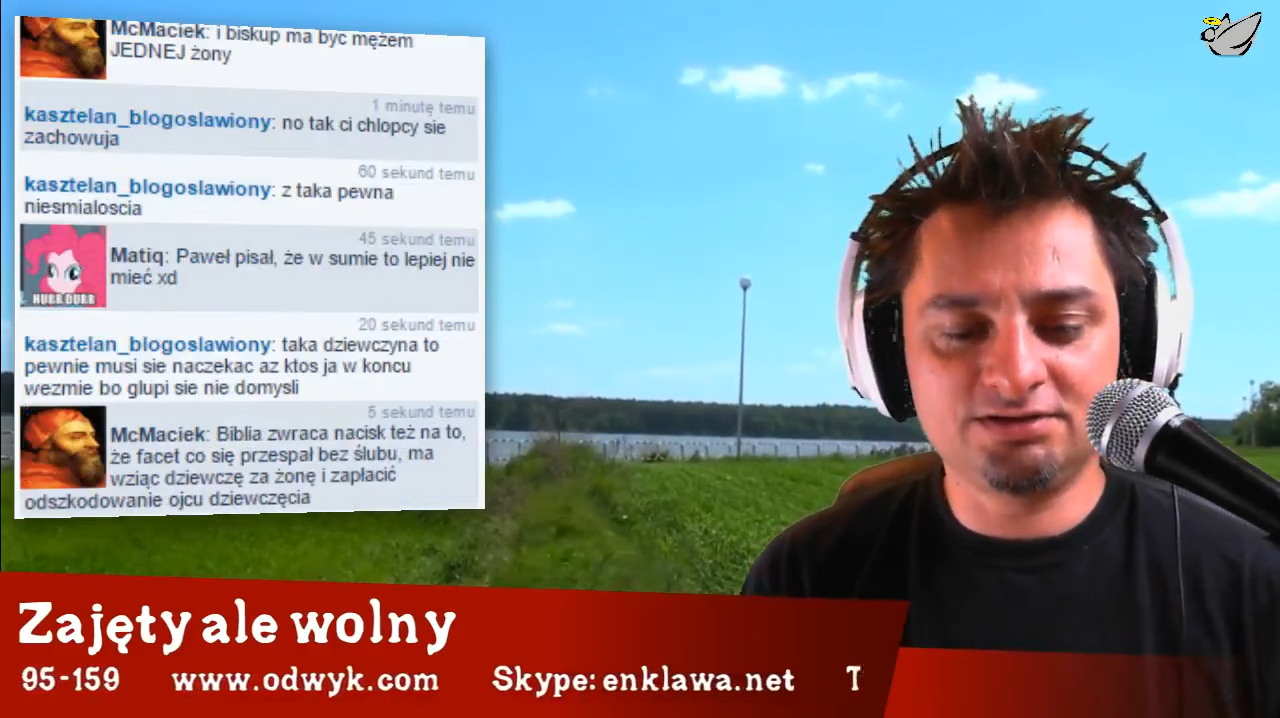 McMaciek: i biskup ma byc mężem
JEDNEJ żony
1 minutę temu
kasztelan_blogoslawiony: no tak ci chlopcy sie
zachowuja
60 sekund temu
kasztelan_blogoslawiony: z taka pewna
niesmialoscia
45 sekund temu
Matiq: Paweł pisał, że w sumie to lepiej nie
mieć xd
HURR DURR
20 sekund temu
kasztelan_blogoslawiony: taka dziewczyna to
pewnie musi sie naczekac az ktos ja w koncu
wezmie bo glupi sie nie domysli
5 sekund temu
McMaciek: Biblia zwraca nacisk też na to,
że facet co się przespał bez ślubu, ma
wziąc dziewczę za żonę i zapłacić
odszkodowanie ojcu dziewczęcia
Zajęty ale wolny
95-159 www.odwyk.com Skype: enklawa.net T